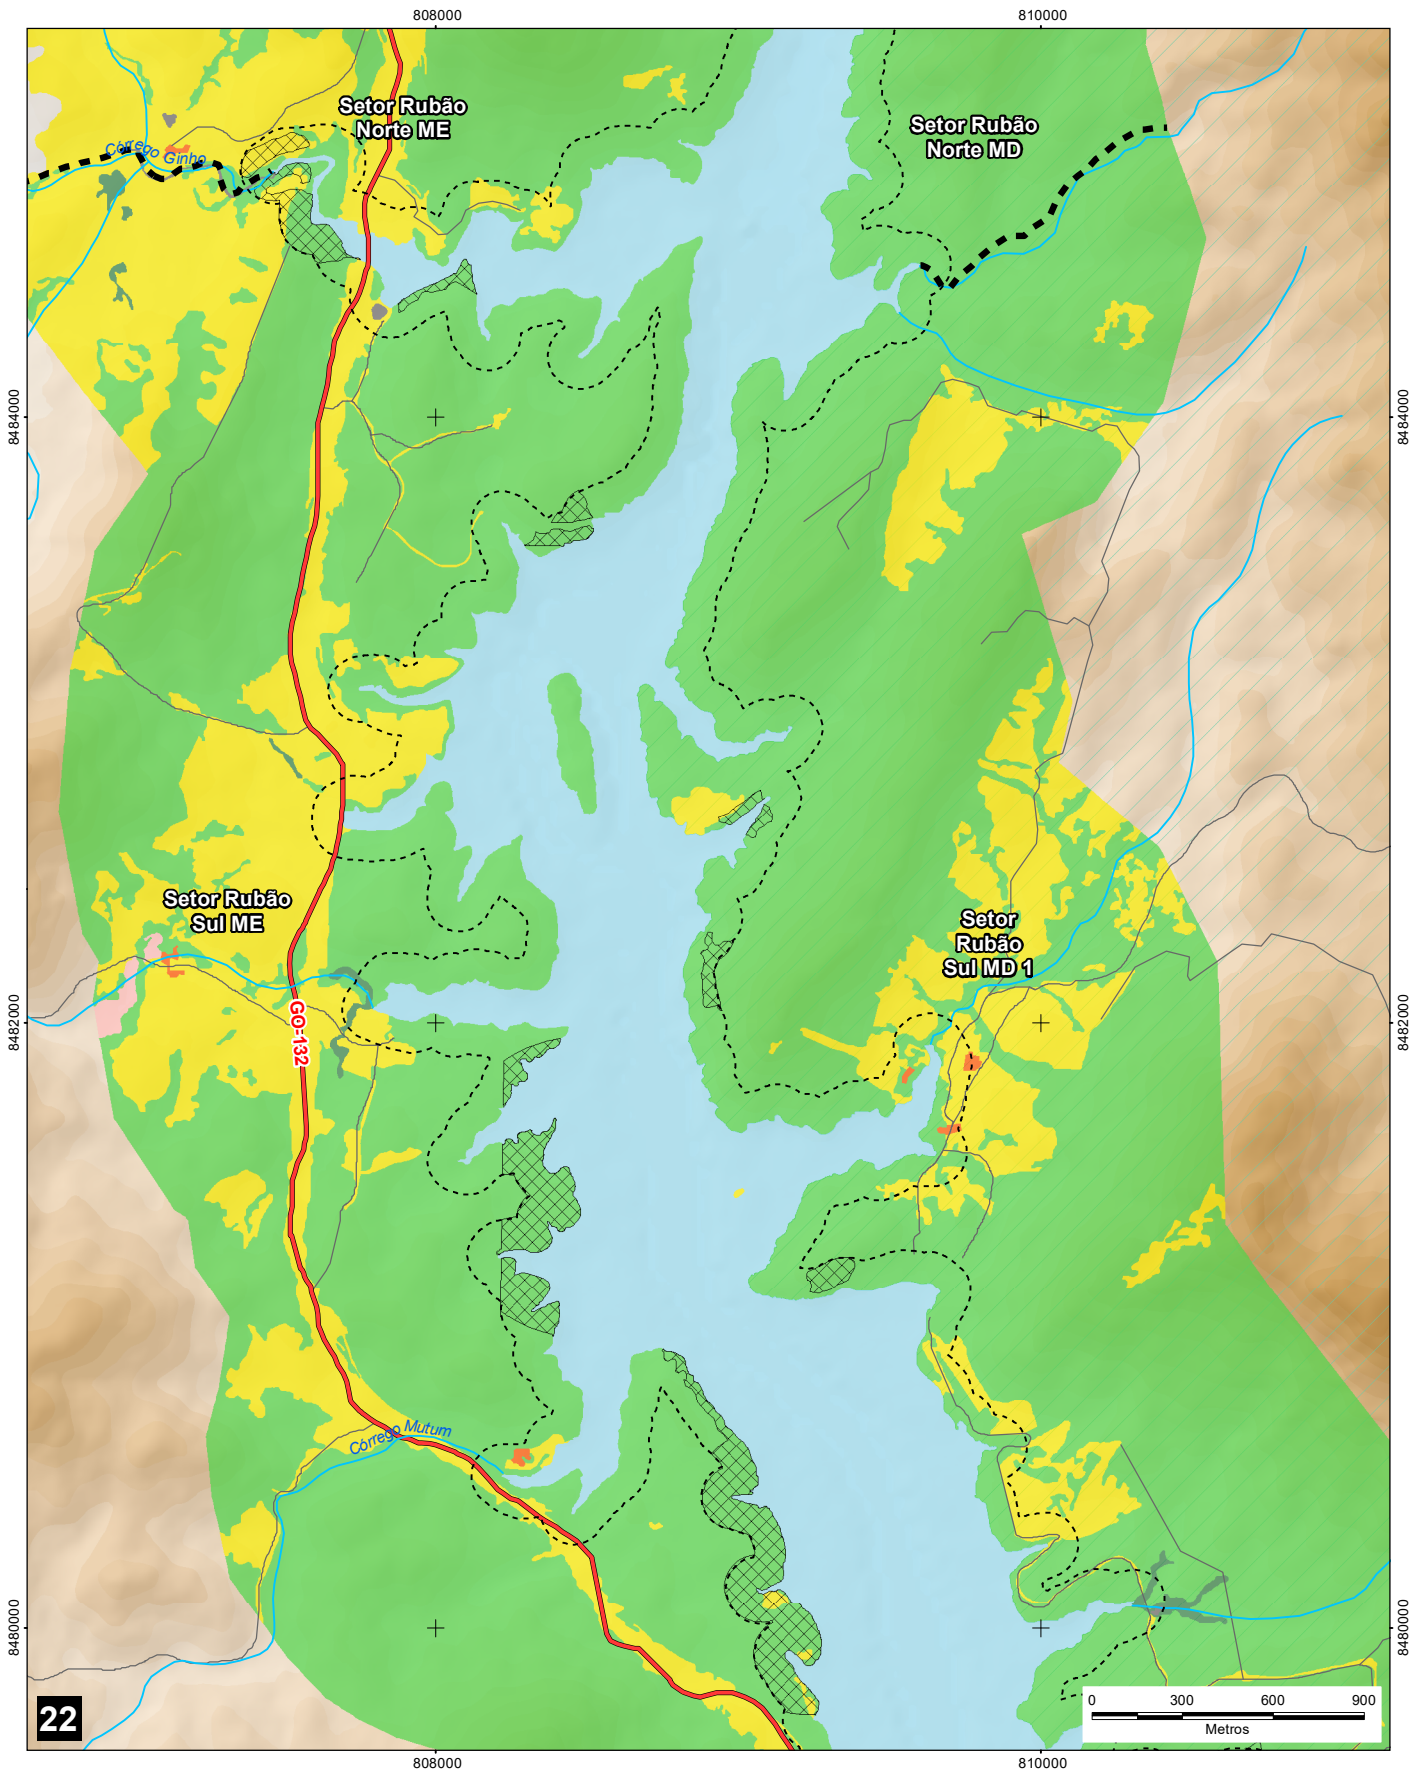 808000
810000
Setor Rubão
Norte ME
Setor Rubão
Norte MD
Córrego Ginho
8484000
8484000
Setor Rubão
Sul ME
Setor
Rubão
Sul MD 1
8482000
GO-132
8482000
Córrego Mutum
8480000
8480000
22
0 300 600 900
Metros
808000
810000